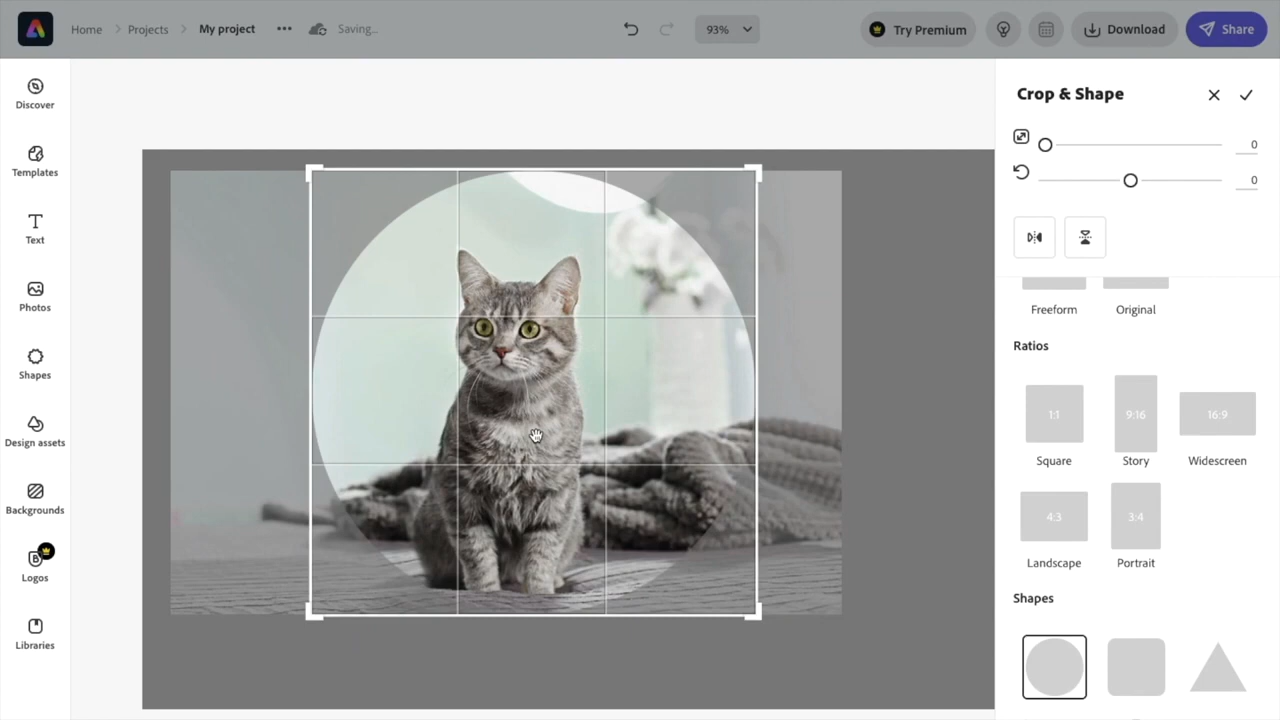 Home Projects My project ••• Saving... 93% Try Premium Download Share
Discover
Templates
Text
Photos
Shapes
Design assets
Backgrounds
B
Logos
Libraries
Crop & Shape
0
0
Freeform Original
Ratios
1:1 9:16 16:9
Square Story Widescreen
4:3 3:4
Landscape Portrait
Shapes